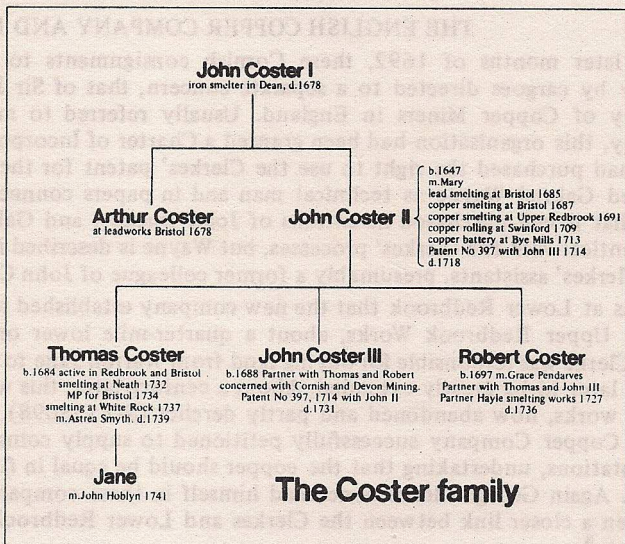 John Coster I
iron smelter in Dean, d.1678
Arthur Coster
at leadworks Bristol 1678
John Coster II
b.1647
m.Mary
lead smelting at Bristol 1685
copper smelting at Bristol 1687
copper smelting at Upper Redbrook 1691
copper rolling at Swinford 1709
copper battery at Bye Mills 1713
Patent No 397 with John III 1714
d.1718
Thomas Coster
b.1684 active in Redbrook and Bristol
smelting at Neath 1732
MP for Bristol 1734
smelting at White Rock 1737
m.Astrea Smyth. d.1739
John Coster III
b.1688 Partner with Thomas and Robert
concerned with Cornish and Devon Mining.
Patent No 397, 1714 with John II
d.1731
Robert Coster
b.1697 m.Grace Pendarves
Partner with Thomas and John III
Partner Hayle smelting works 1727
d.1736
Jane
m.John Hoblyn 1741
The Coster family